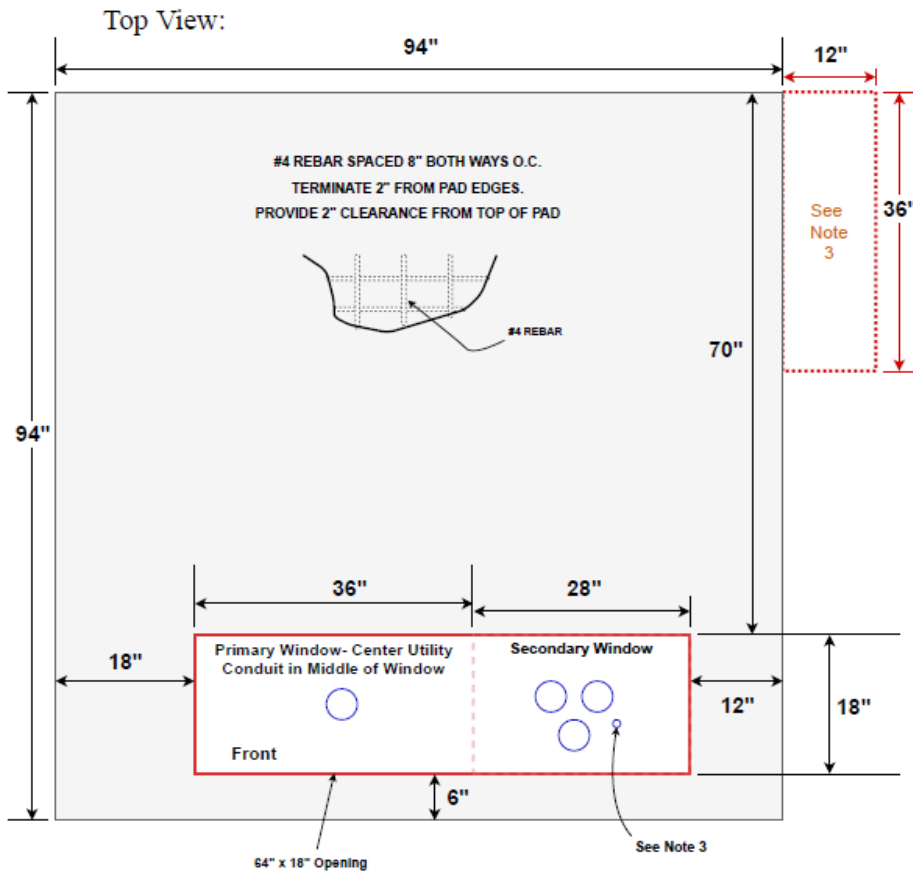 Top View:
94"
12"
#4 REBAR SPACED 8" BOTH WAYS O.C.
TERMINATE 2" FROM PAD EDGES.
PROVIDE 2" CLEARANCE FROM TOP OF PAD
See
Note
3
36"
#4 REBAR
70"
94"
36"
28"
Primary Window- Center Utility
Conduit in Middle of Window
Secondary Window
18"
12"
18"
Front
6"
See Note 3
64" x 18" Opening